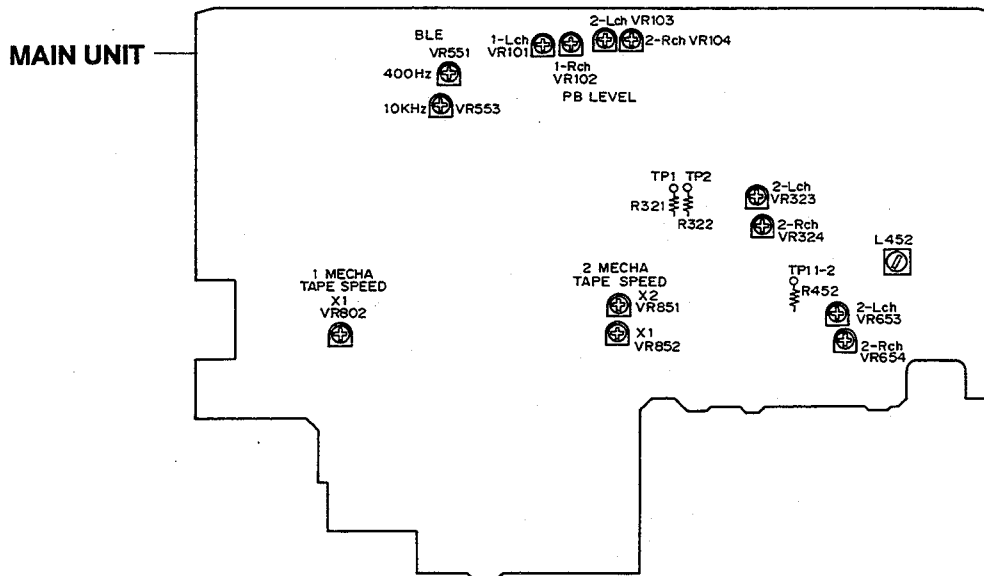 MAIN UNIT
BLE
VR551
400Hz
10KHz
VR553
1-Lch
VR101
1-Rch
VR102
2-Lch VR103
2-Rch VR104
PB LEVEL
TP1 TP2
R321
R322
2-Lch
VR323
2-Rch
VR324
L452
1 MECHA
TAPE SPEED
X1
VR802
2 MECHA
TAPE SPEED
X2
VR851
X1
VR852
TP11-2
R452
2-Lch
VR653
2-Rch
VR654